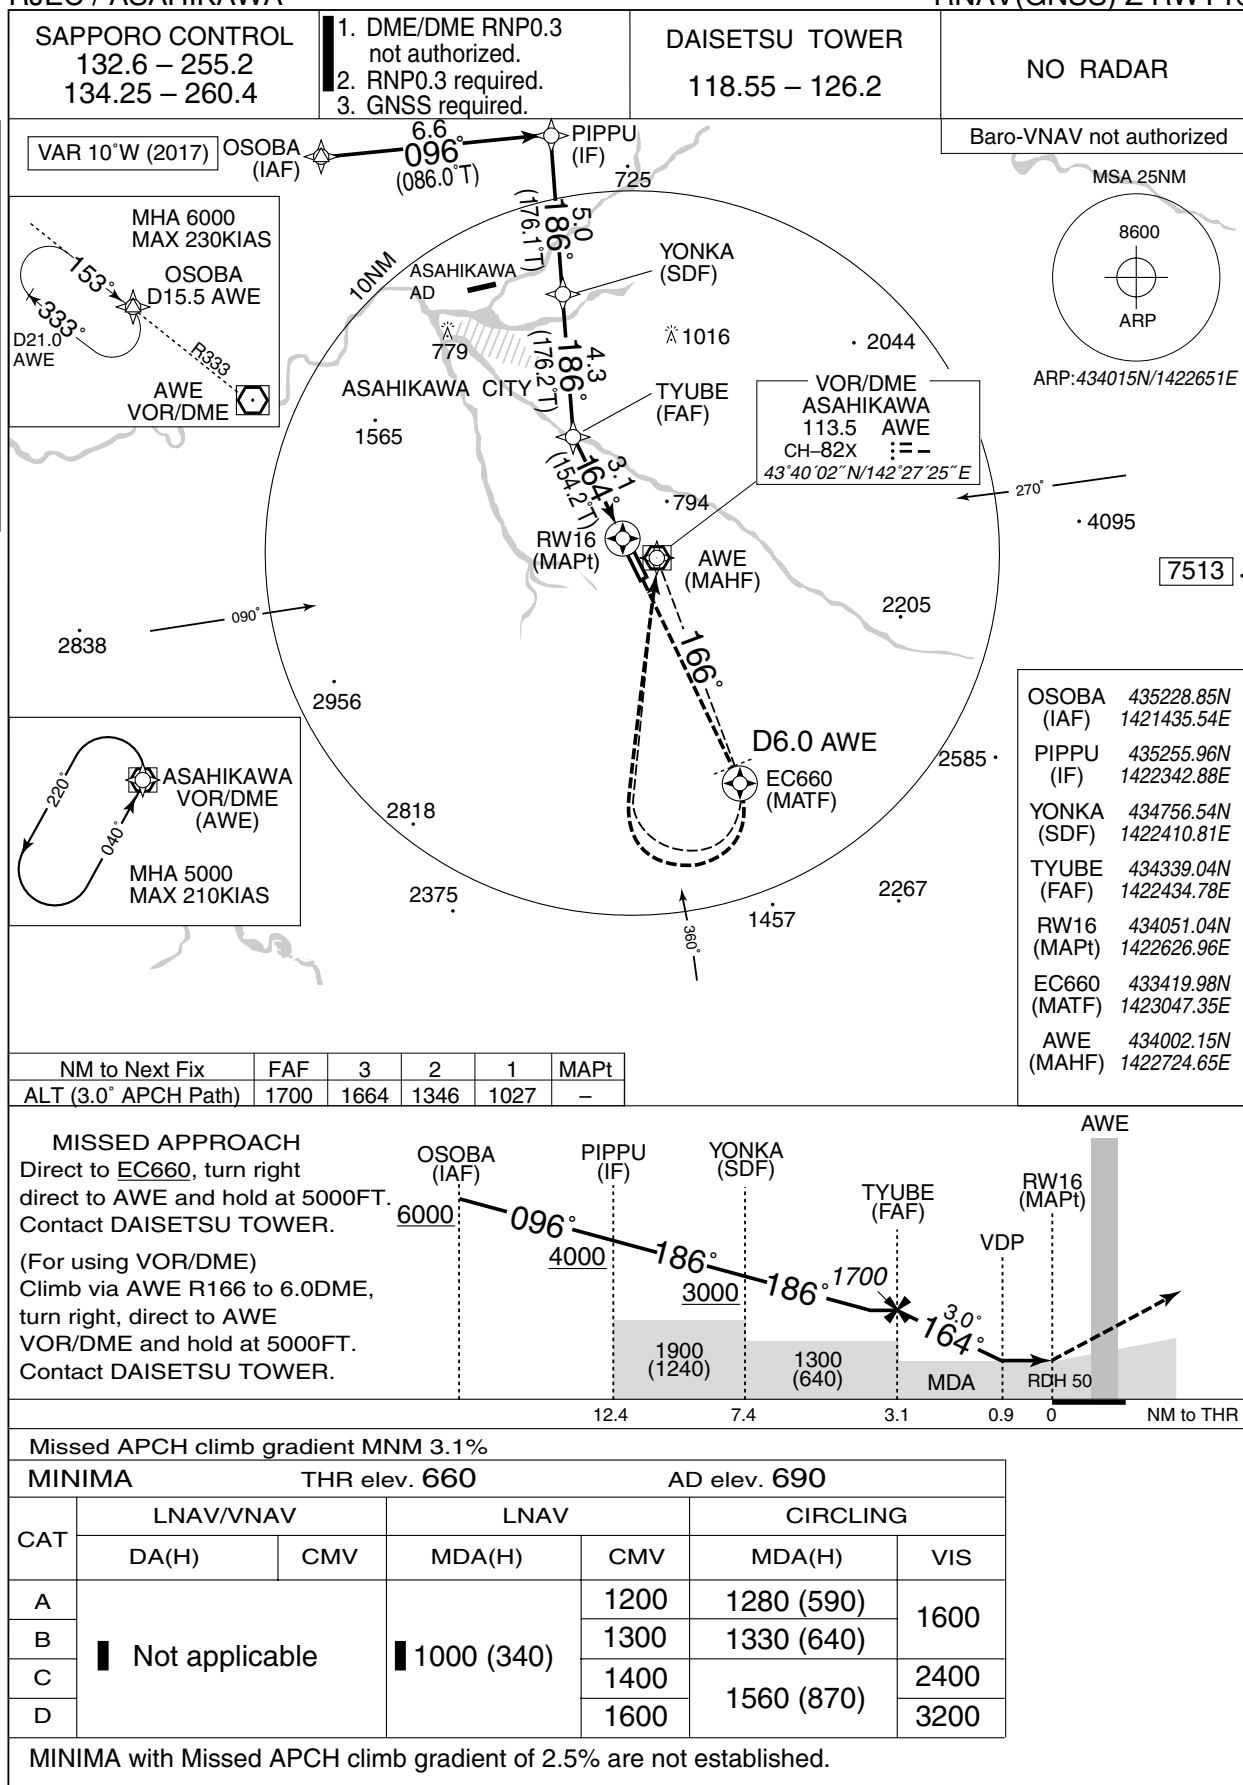 RJEC / ASAHIKAWA
SAPPORO CONTROL
132.6 – 255.2
134.25 – 260.4
1. DME/DME RNP0.3
not authorized.
2. RNP0.3 required.
3. GNSS required.
DAISETSU TOWER
118.55 – 126.2
NO RADAR
Baro-VNAV not authorized
VAR 10˚W (2017)
OSOBA
(IAF)
6.6
096˚
(086.0˚T)
PIPPU
(IF)
725
MSA 25NM
8600
ARP
ARP:434015N/1422651E
MHA 6000
MAX 230KIAS
OSOBA
D15.5 AWE
153˚
333˚
D21.0
AWE
R333
AWE
VOR/DME
10NM
5.0
186˚
(176.1˚T)
YONKA
(SDF)
ASAHIKAWA
AD
779
1016
2044
4.3
186˚
(176.2˚T)
ASAHIKAWA CITY
TYUBE
(FAF)
1565
VOR/DME
ASAHIKAWA
113.5 AWE
CH–82X
43˚40´02˝N/142˚27´25˝E
3.1
164˚
(154.2˚T)
794
270˚
4095
RW16
(MAPt)
AWE
(MAHF)
7513
090˚
2838
2205
166˚
2956
D6.0 AWE
EC660
(MATF)
2585
220˚
040˚
ASAHIKAWA
VOR/DME
(AWE)
MHA 5000
MAX 210KIAS
2818
2375
2267
1457
360˚
OSOBA 435228.85N
(IAF) 1421435.54E
PIPPU 435255.96N
(IF) 1422342.88E
YONKA 434756.54N
(SDF) 1422410.81E
TYUBE 434339.04N
(FAF) 1422434.78E
RW16 434051.04N
(MAPt) 1422626.96E
EC660 433419.98N
(MATF) 1423047.35E
AWE 434002.15N
(MAHF) 1422724.65E
NM to Next Fix FAF 3 2 1 MAPt
ALT (3.0˚ APCH Path) 1700 1664 1346 1027 –
MISSED APPROACH
Direct to EC660, turn right
direct to AWE and hold at 5000FT.
Contact DAISETSU TOWER.
(For using VOR/DME)
Climb via AWE R166 to 6.0DME,
turn right, direct to AWE
VOR/DME and hold at 5000FT.
Contact DAISETSU TOWER.
OSOBA
(IAF)
PIPPU
(IF)
YONKA
(SDF)
TYUBE
(FAF)
VDP
RW16
(MAPt)
AWE
6000
096˚
4000
186˚
3000
186˚
1700
3.0˚
164˚
1900
(1240)
1300
(640)
MDA
RDH 50
12.4 7.4 3.1 0.9 0 NM to THR
Missed APCH climb gradient MNM 3.1%
MINIMA THR elev. 660 AD elev. 690
CAT LNAV/VNAV LNAV CIRCLING
DA(H) CMV MDA(H) CMV MDA(H) VIS
A 1200 1280 (590) 1600
B 1300 1330 (640)
Not applicable 1000 (340)
C 1400 1560 (870) 2400
D 1600 3200
MINIMA with Missed APCH climb gradient of 2.5% are not established.